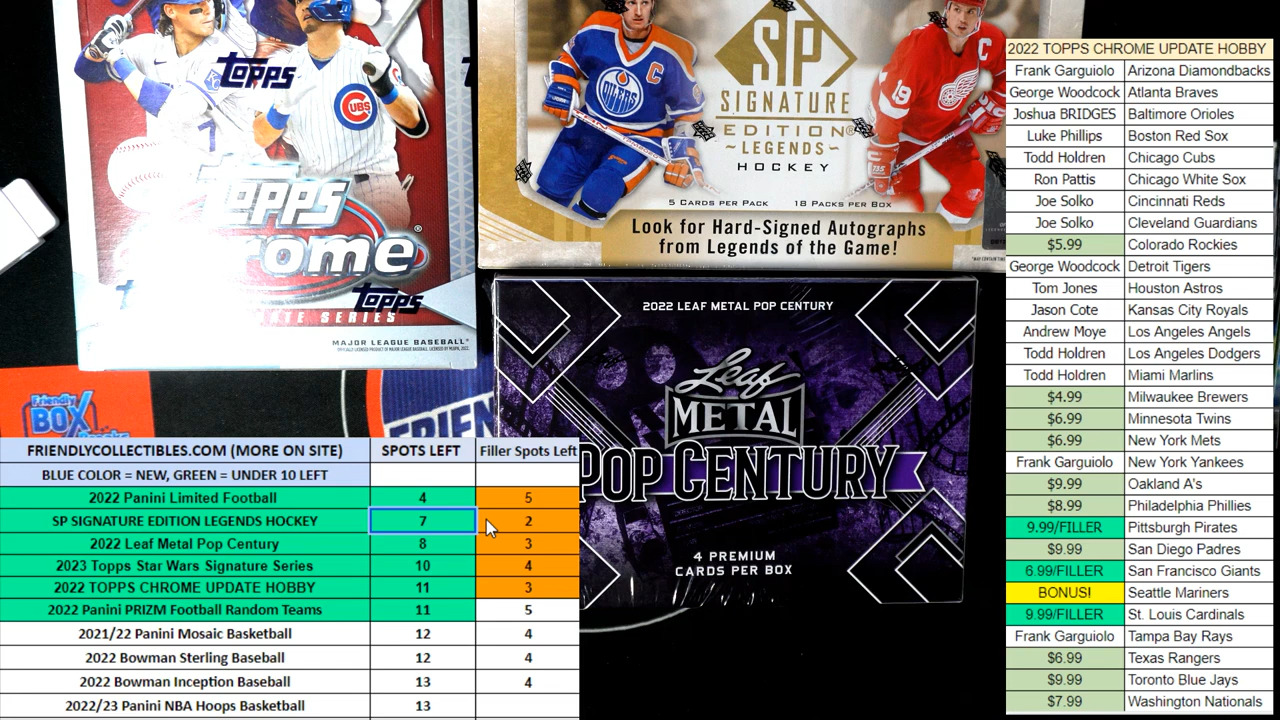 topps
CUBS
topps
chrome®
topps
UPDATE SERIES
MAJOR LEAGUE BASEBALL®
C
OILERS
SP
SIGNATURE
EDITION®
~LEGENDS~
HOCKEY
C
19
5 CARDS PER PACK 18 PACKS PER BOX
Look for Hard-Signed Autographs
from Legends of the Game!
2022 LEAF METAL POP CENTURY
Leaf
METAL
POP CENTURY
4 PREMIUM
CARDS PER BOX
Friendly
BOX
Breaks
FRIEN
FRIENDLYCOLLECTIBLES.COM (MORE ON SITE) SPOTS LEFT Filler Spots Left
BLUE COLOR = NEW, GREEN = UNDER 10 LEFT
2022 Panini Limited Football 4 5
SP SIGNATURE EDITION LEGENDS HOCKEY 7 2
2022 Leaf Metal Pop Century 8 3
2023 Topps Star Wars Signature Series 10 4
2022 TOPPS CHROME UPDATE HOBBY 11 3
2022 Panini PRIZM Football Random Teams 11 5
2021/22 Panini Mosaic Basketball 12 4
2022 Bowman Sterling Baseball 12 4
2022 Bowman Inception Baseball 13 4
2022/23 Panini NBA Hoops Basketball 13
2022 TOPPS CHROME UPDATE HOBBY
Frank Garguiolo Arizona Diamondbacks
George Woodcock Atlanta Braves
Joshua BRIDGES Baltimore Orioles
Luke Phillips Boston Red Sox
Todd Holdren Chicago Cubs
Ron Pattis Chicago White Sox
Joe Solko Cincinnati Reds
Joe Solko Cleveland Guardians
$5.99 Colorado Rockies
George Woodcock Detroit Tigers
Tom Jones Houston Astros
Jason Cote Kansas City Royals
Andrew Moye Los Angeles Angels
Todd Holdren Los Angeles Dodgers
Todd Holdren Miami Marlins
$4.99 Milwaukee Brewers
$6.99 Minnesota Twins
$6.99 New York Mets
Frank Garguiolo New York Yankees
$9.99 Oakland A's
$8.99 Philadelphia Phillies
9.99/FILLER Pittsburgh Pirates
$9.99 San Diego Padres
6.99/FILLER San Francisco Giants
BONUS! Seattle Mariners
9.99/FILLER St. Louis Cardinals
Frank Garguiolo Tampa Bay Rays
$6.99 Texas Rangers
$9.99 Toronto Blue Jays
$7.99 Washington Nationals